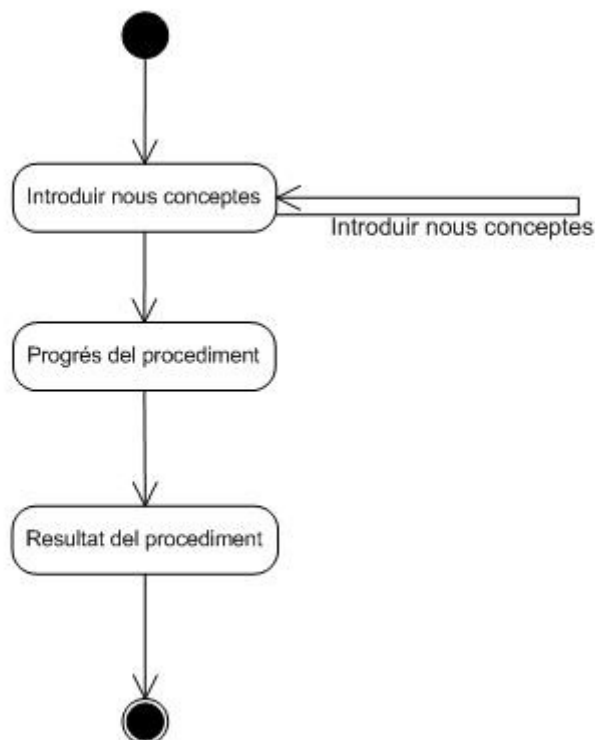 Introduir nous conceptes
Introduir nous conceptes
Progrés del procediment
Resultat del procediment